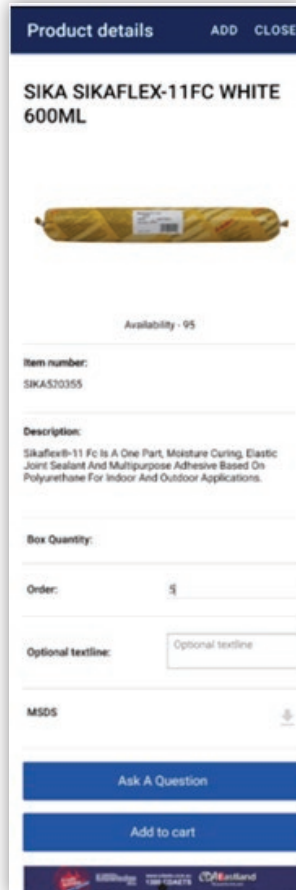 Product details ADD CLOSE
SIKA SIKAFLEX-11FC WHITE
600ML
Availability - 95
Item number:
SIKA520355
Description:
Sikaflex®-11 Fc Is A One Part, Moisture Curing, Elastic
Joint Sealant And Multipurpose Adhesive Based On
Polyurethane For Indoor And Outdoor Applications.
Box Quantity:
Order: 5
Optional textline: Optional textline
MSDS
Ask A Question
Add to cart